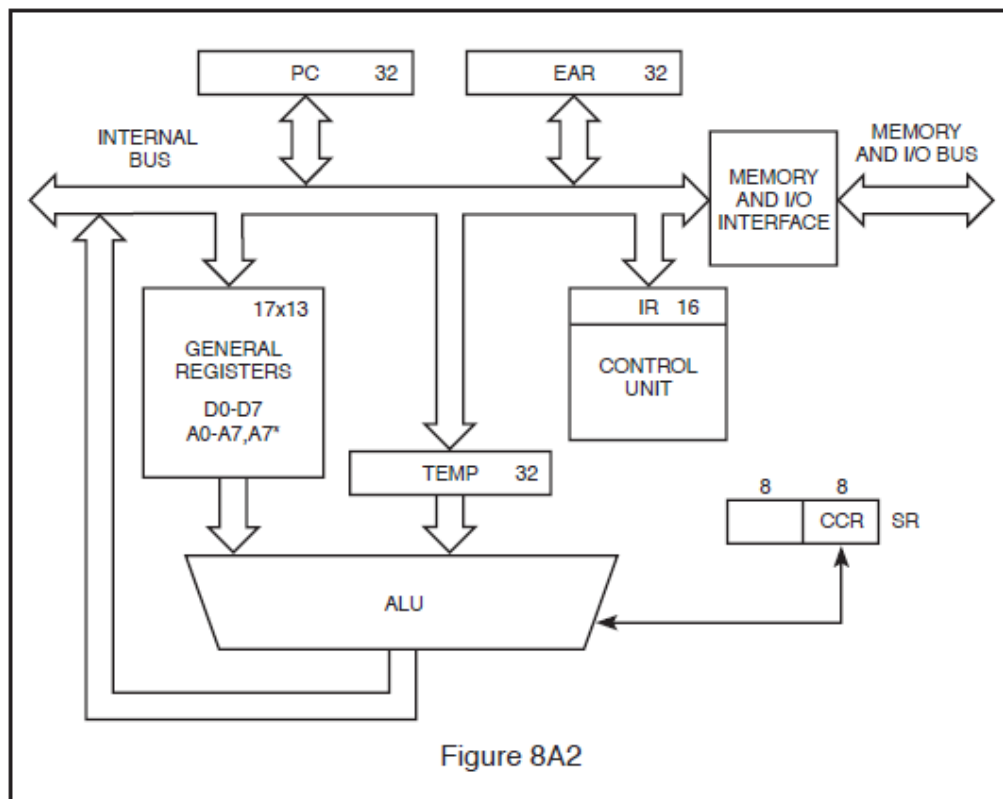 PC 32
EAR 32
INTERNAL
BUS
MEMORY
AND I/O BUS
MEMORY
AND I/O
INTERFACE
17x13
GENERAL
REGISTERS
D0-D7
A0-A7,A7*
IR 16
CONTROL
UNIT
TEMP 32
8 8
CCR SR
ALU
Figure 8A2